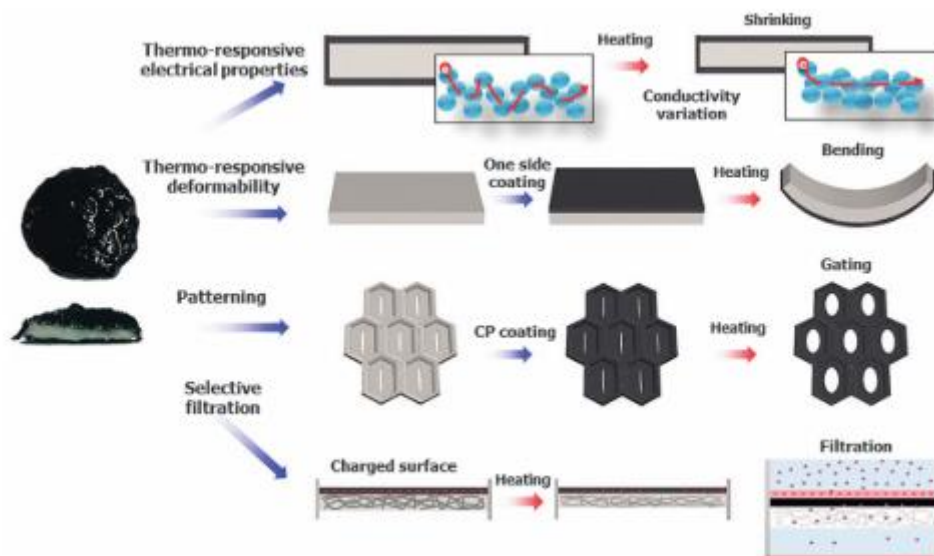 Thermo-responsive
electrical properties
Heating
Shrinking
Conductivity
variation
Thermo-responsive
deformability
One side
coating
Heating
Bending
Patterning
CP coating
Heating
Gating
Selective
filtration
Charged surface
Heating
Filtration